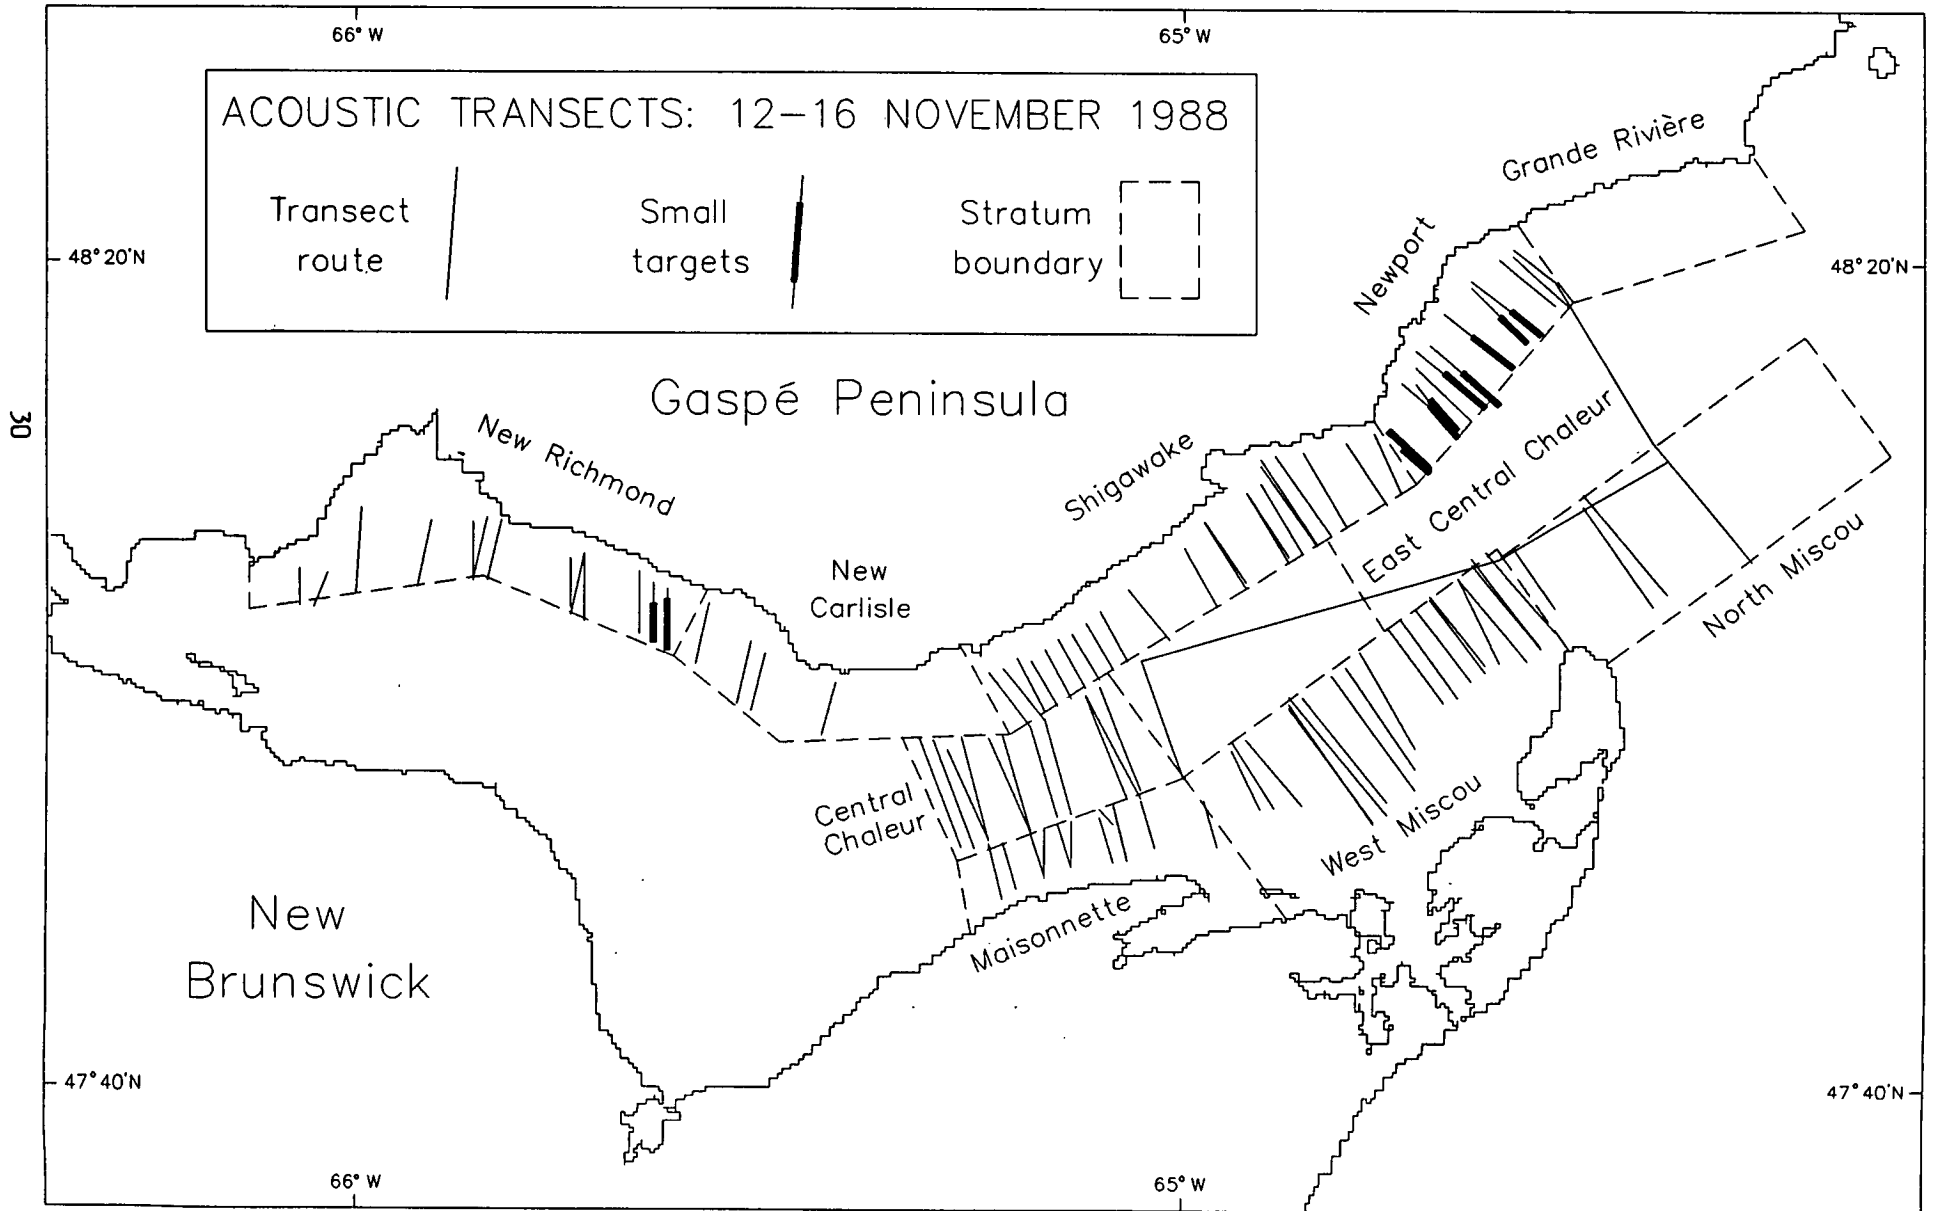 66° W
65° W
ACOUSTIC TRANSECTS: 12–16 NOVEMBER 1988
Transect
route
Small
targets
Stratum
boundary
48° 20'N
48° 20'N
Grande Rivière
Newport
Gaspé Peninsula
New Richmond
Shigawake
East Central Chaleur
30
New
Carlisle
North Miscou
Central
Chaleur
West Miscou
Maisonnette
New
Brunswick
47° 40'N
47° 40'N
66° W
65° W